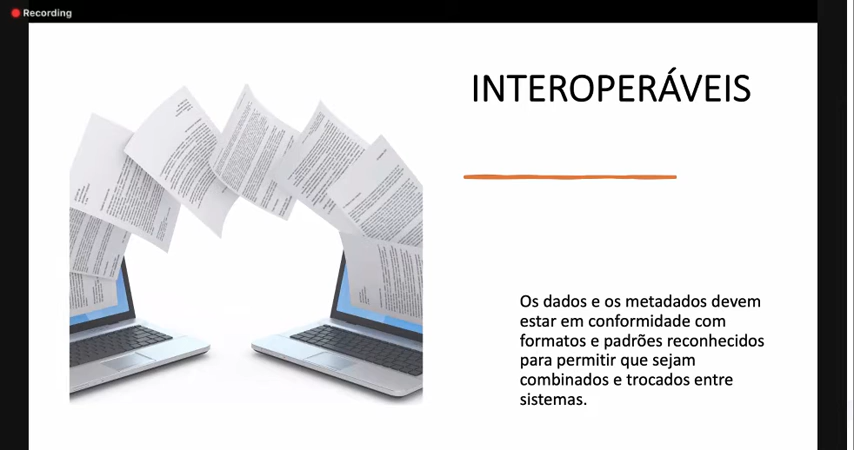 Recording
INTEROPERÁVEIS
Os dados e os metadados devem
estar em conformidade com
formatos e padrões reconhecidos
para permitir que sejam
combinados e trocados entre
sistemas.